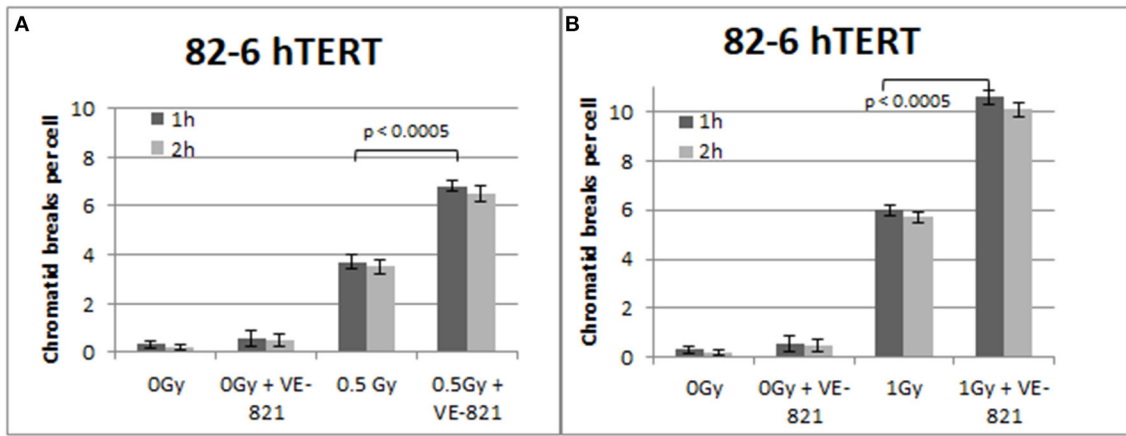 A
82-6 hTERT
Chromatid breaks per cell
10
8
6
4
2
0
1h
2h
p < 0.0005
0Gy
0Gy + VE-
821
0.5 Gy
0.5Gy +
VE-821
B
82-6 hTERT
Chromatid breaks per cell
10
8
6
4
2
0
1h
2h
p < 0.0005
0Gy
0Gy + VE-
821
1Gy
1Gy + VE-
821